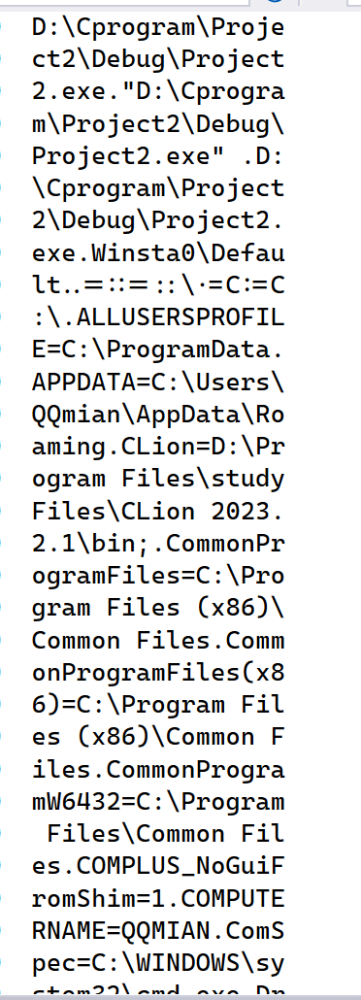 D:\Cprogram\Proje
ct2\Debug\Project
2.exe."D:\Cprogra
m\Project2\Debug\
Project2.exe" .D:
\Cprogram\Project
2\Debug\Project2.
exe.Winsta0\Defau
lt..=::=::\.=C:=C
:\.ALLUSERSPROFIL
E=C:\ProgramData.
APPDATA=C:\Users\
QQmian\AppData\Ro
aming.CLion=D:\Pr
ogram Files\study
Files\CLion 2023.
2.1\bin;.CommonPr
ogramFiles=C:\Pro
gram Files (x86)\
Common Files.Comm
onProgramFiles(x8
6)=C:\Program Fil
es (x86)\Common F
iles.CommonProgra
mW6432=C:\Program
 Files\Common Fil
es.COMPLUS_NoGuiF
romShim=1.COMPUTE
RNAME=QQMIAN.ComS
pec=C:\WINDOWS\sy
stem32\cmd.exe.Dr